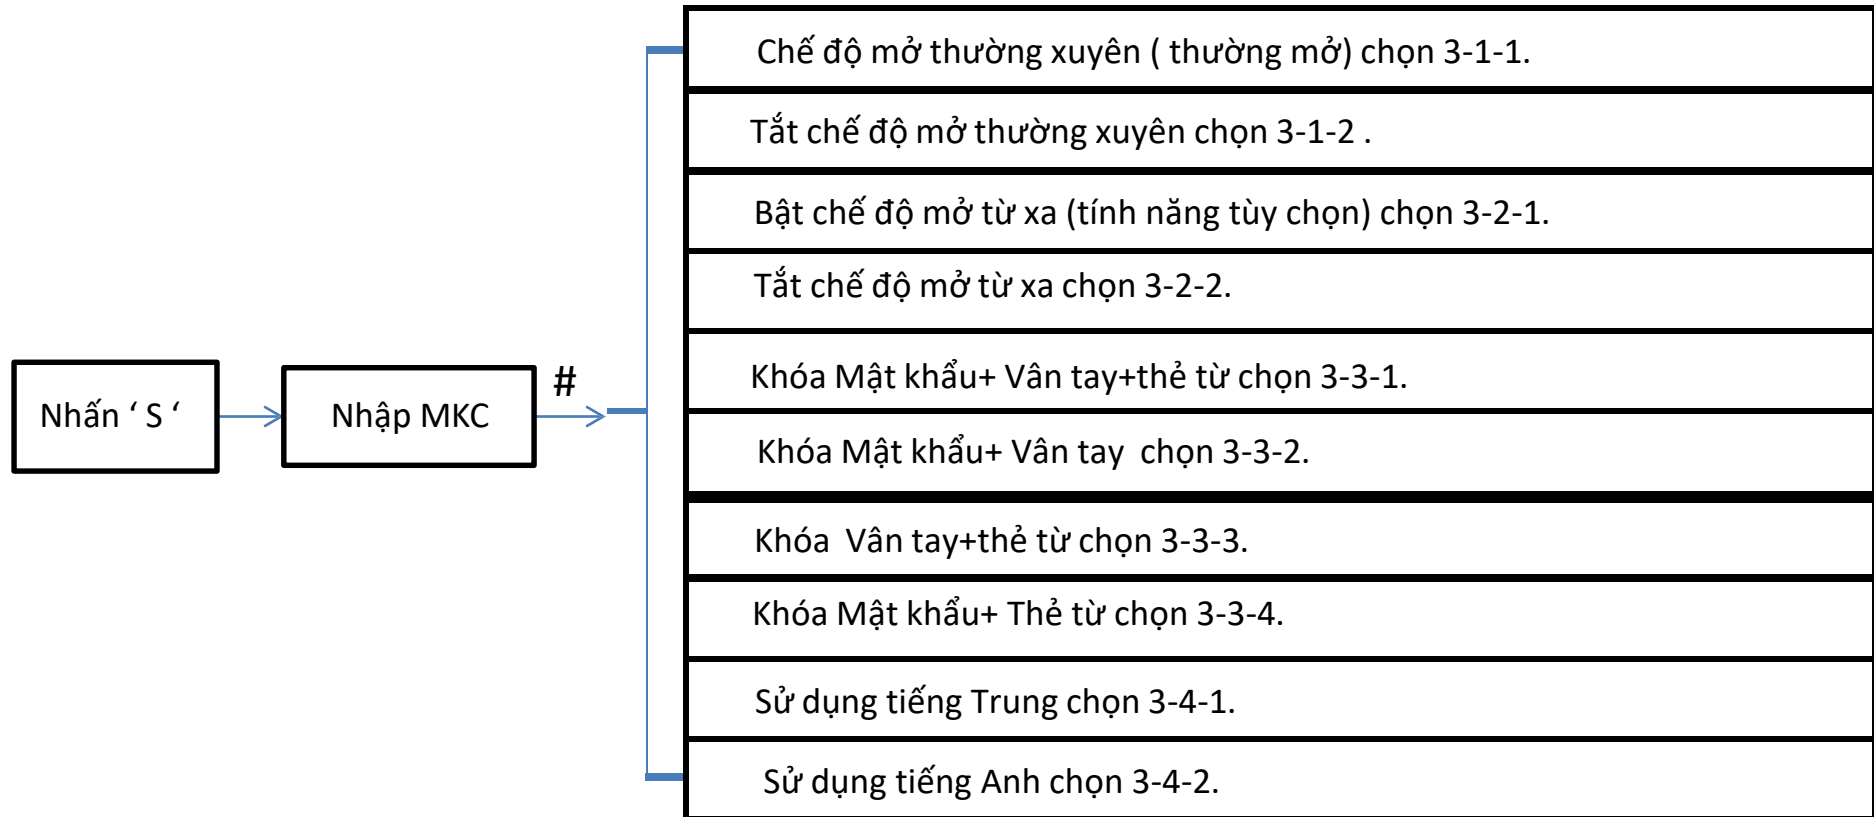 Nhấn ‘ S ‘
Nhập MKC
#
Chế độ mở thường xuyên ( thường mở) chọn 3-1-1.
Tắt chế độ mở thường xuyên chọn 3-1-2 .
Bật chế độ mở từ xa (tính năng tùy chọn) chọn 3-2-1.
Tắt chế độ mở từ xa chọn 3-2-2.
Khóa Mật khẩu+ Vân tay+thẻ từ chọn 3-3-1.
Khóa Mật khẩu+ Vân tay  chọn 3-3-2.
Khóa  Vân tay+thẻ từ chọn 3-3-3.
Khóa Mật khẩu+ Thẻ từ chọn 3-3-4.
Sử dụng tiếng Trung chọn 3-4-1.
Sử dụng tiếng Anh chọn 3-4-2.